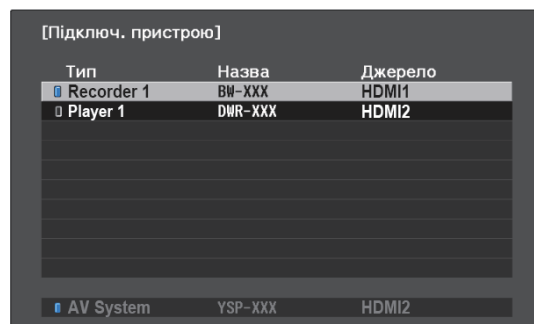 [Підключ. пристрою]
Тип Назва Джерело
Recorder 1 BW-XXX HDMI1
Player 1 DWR-XXX HDMI2
AV System YSP-XXX HDMI2